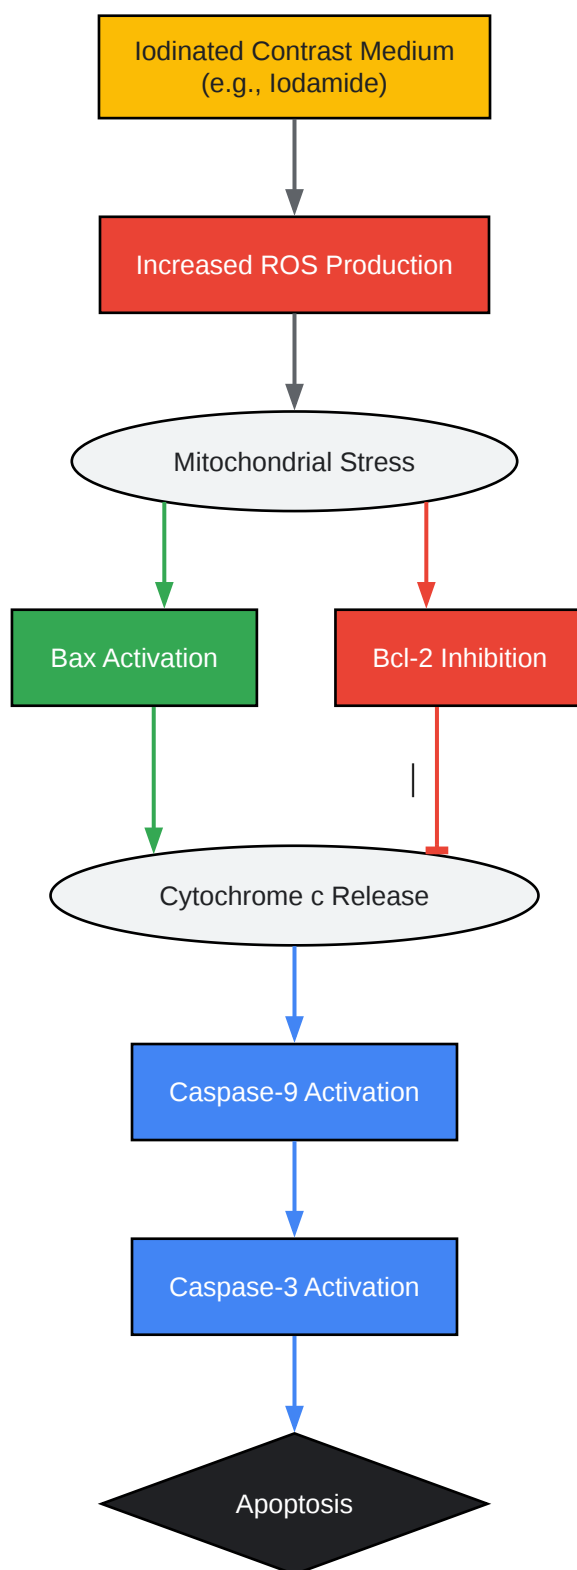 Iodinated Contrast Medium
(e.g., Iodamide)
Increased ROS Production
Mitochondrial Stress
Bax Activation
Bcl-2 Inhibition
|
Cytochrome c Release
Caspase-9 Activation
Caspase-3 Activation
Apoptosis